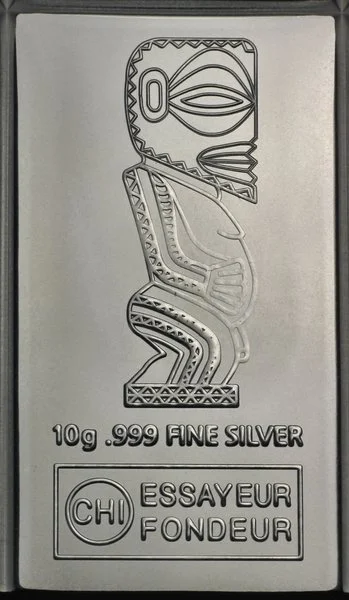 10g .999 FINE SILVER
CHI ESSAYEUR
FONDEUR